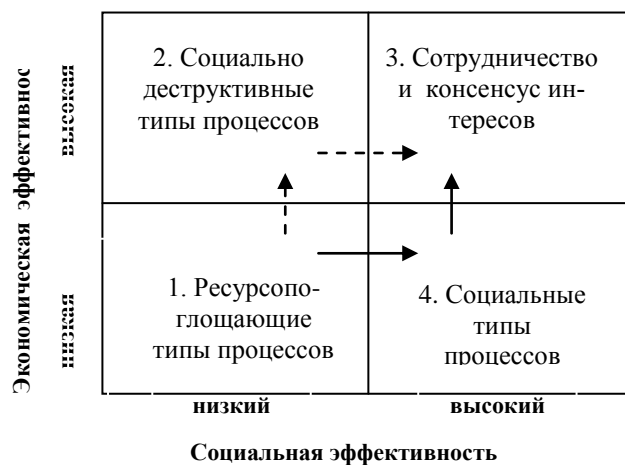 2. Социально
деструктивные
типы процессов
3. Сотрудничество
и консенсус ин-
тересов
1. Ресурсопо-
глощающие
типы процессов
4. Социальные
типы
процессов
Экономическая эффективнос
высокая
низкая
низкий
высокий
Социальная эффективность